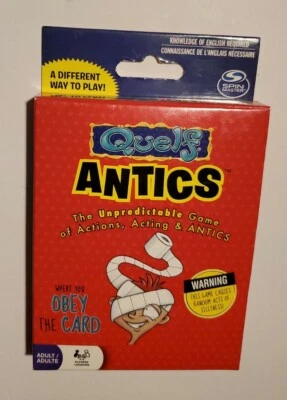 KNOWLEDGE OF ENGLISH REQUIRED
CONNAISSANCE DE L'ANGLAIS NÉCESSAIRE
A DIFFERENT
WAY TO PLAY!
SPIN
MASTER
Quelf
ANTICS™
The Unpredictable Game
of Actions, Acting & ANTICS
WHERE YOU
OBEY
THE CARD
WARNING
THIS GAME CAUSES
RANDOM ACTS OF
SILLINESS!
ADULT /
ADULTE